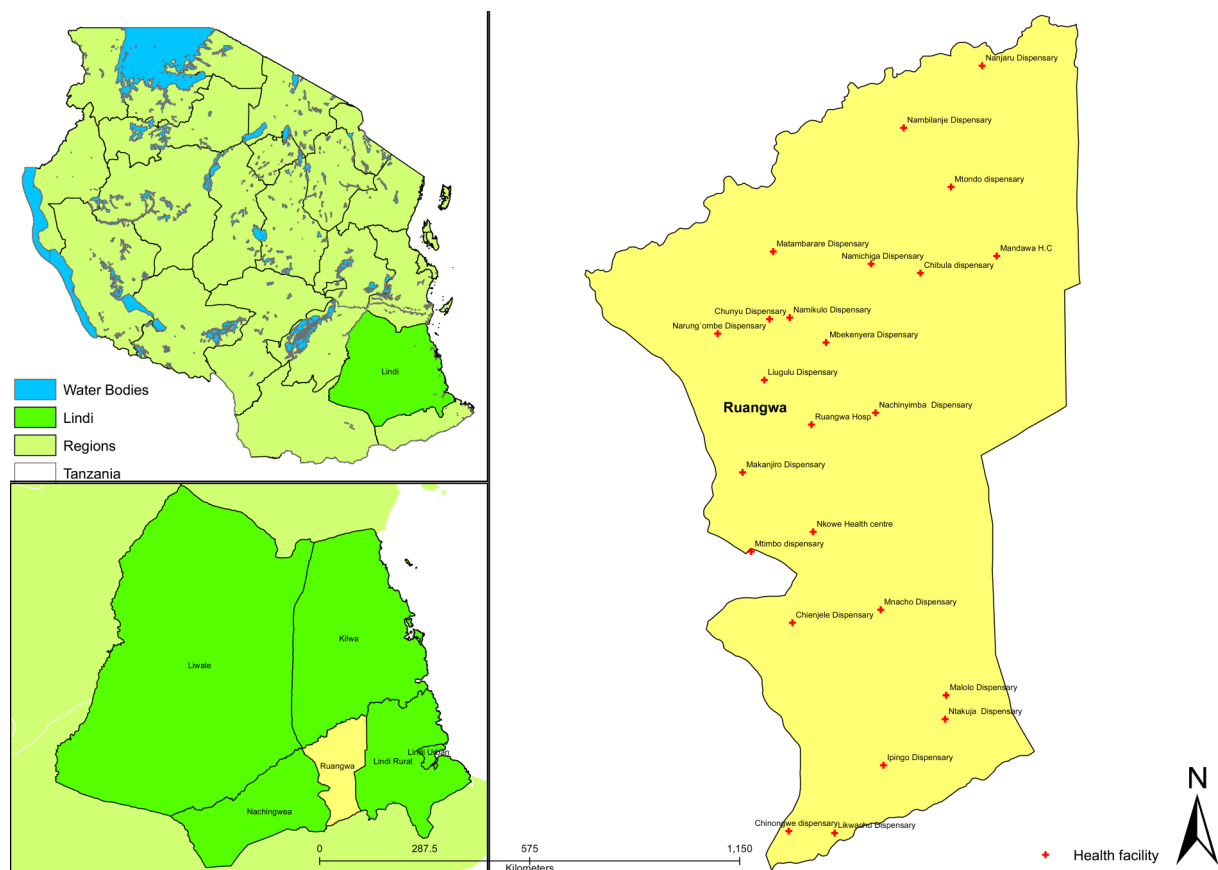 Lindi
Water Bodies
Lindi
Regions
Tanzania
Liwale
Kilwa
Ruangwa
Lindi Rural
Lindi Urban
Nachingwea
0
287.5
575
1,150
Kilometers
Nanjaru Dispensary
Nambilanje Dispensary
Mtondo dispensary
Matambarare Dispensary
Mandawa H.C
Namichiga Dispensary
Chibula dispensary
Chunyu Dispensary
Namikulo Dispensary
Narung´ombe Dispensary
Mbekenyera Dispensary
Liugulu Dispensary
Ruangwa
Nachinyimba  Dispensary
Ruangwa Hosp
Makanjiro Dispensary
Nkowe Health centre
Mtimbo dispensary
Mnacho Dispensary
Chienjele Dispensary
Malolo Dispensary
Ntakuja  Dispensary
Ipingo Dispensary
Chinongwe dispensary
Likwachu Dispensary
N
Health facility